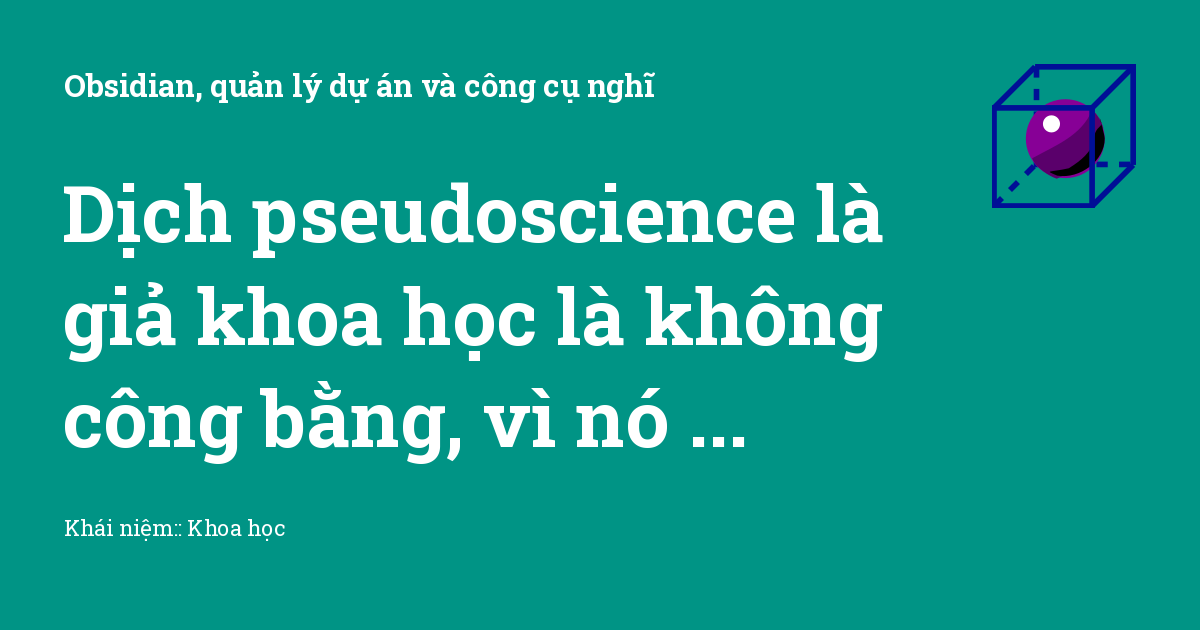 Obsidian, quản lý dự án và công cụ nghĩ
Dịch pseudoscience là
giả khoa học là không
công bằng, vì nó ...
Khái niệm:: Khoa học